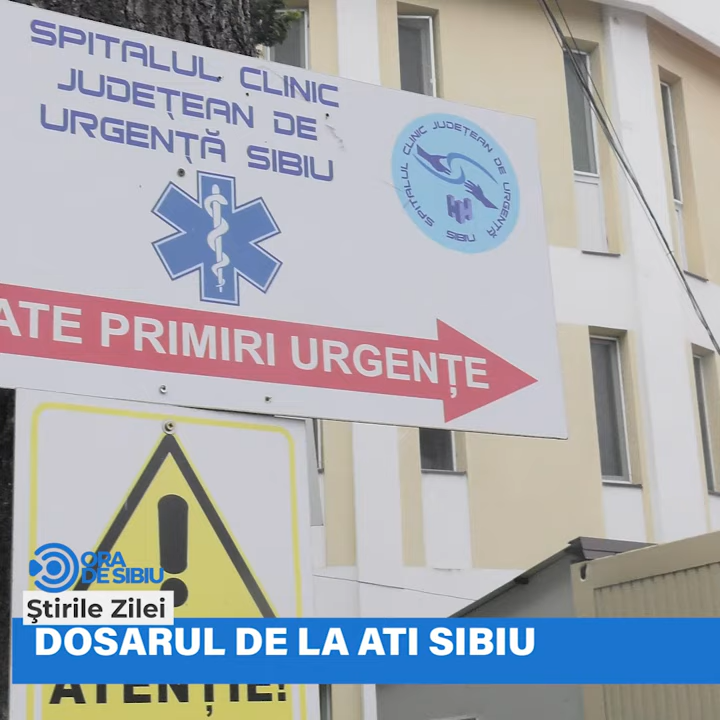 SPITALUL CLINIC
JUDEȚEAN DE
URGENȚĂ SIBIU
SPITALUL CLINIC JUDEȚEAN DE URGENȚĂ
SIBIU
ATE PRIMIRI URGENȚE
ORA
DE SIBIU
Ştirile Zilei
DOSARUL DE LA ATI SIBIU
ATENȚIE!